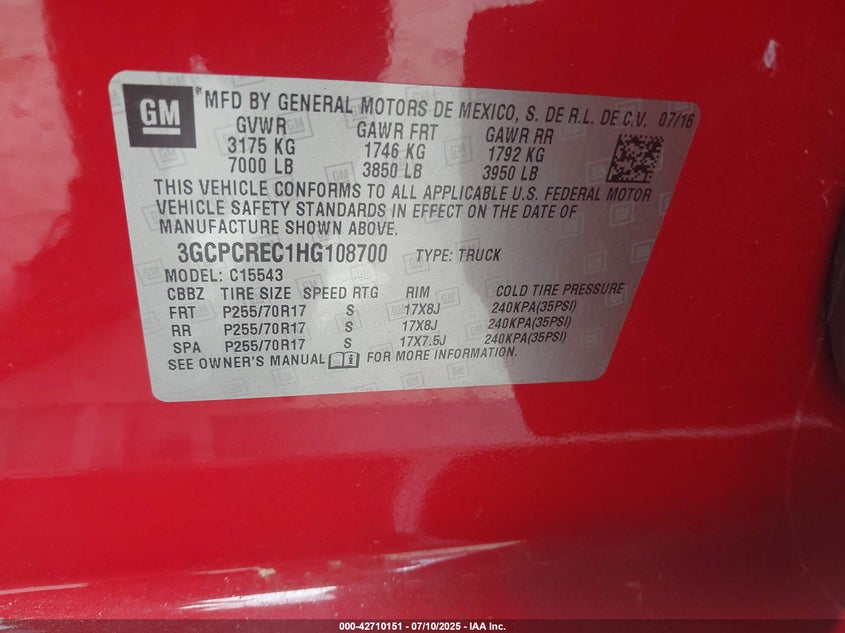 GM
MFD BY GENERAL MOTORS DE MEXICO, S. DE R.L. DE C.V. 07/16
GVWR GAWR FRT GAWR RR
3175 KG 1746 KG 1792 KG
7000 LB 3850 LB 3950 LB
THIS VEHICLE CONFORMS TO ALL APPLICABLE U.S. FEDERAL MOTOR
VEHICLE SAFETY STANDARDS IN EFFECT ON THE DATE OF
MANUFACTURE SHOWN ABOVE.
3GCPCREC1HG108700 TYPE: TRUCK
MODEL: C15543
CBBZ TIRE SIZE SPEED RTG RIM COLD TIRE PRESSURE
FRT P255/70R17 S 17X8J 240KPA(35PSI)
RR P255/70R17 S 17X8J 240KPA(35PSI)
SPA P255/70R17 S 17X7.5J 240KPA(35PSI)
SEE OWNER'S MANUAL FOR MORE INFORMATION.
000-42710151 — 07/10/2025 — IAA Inc.